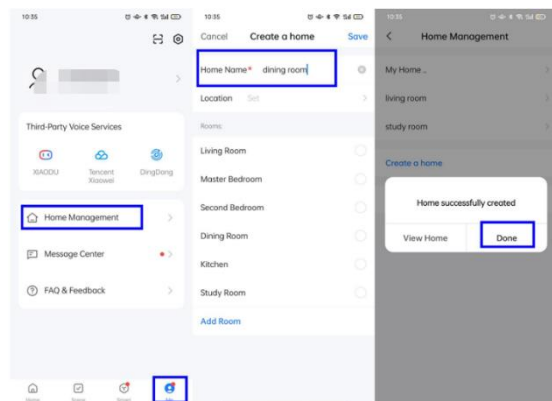 10:35
Third-Party Voice Services
XIAODU
Tencent Xiaowei
DingDong
Home Management
Message Center
FAQ & Feedback
10:35
Cancel
Create a home
Save
Home Name*
dining room
Location
Set
Rooms:
Living Room
Master Bedroom
Second Bedroom
Dining Room
Kitchen
Study Room
Add Room
10:35
Home Management
My Home ..
living room
study room
Create a home
Home successfully created
View Home
Done